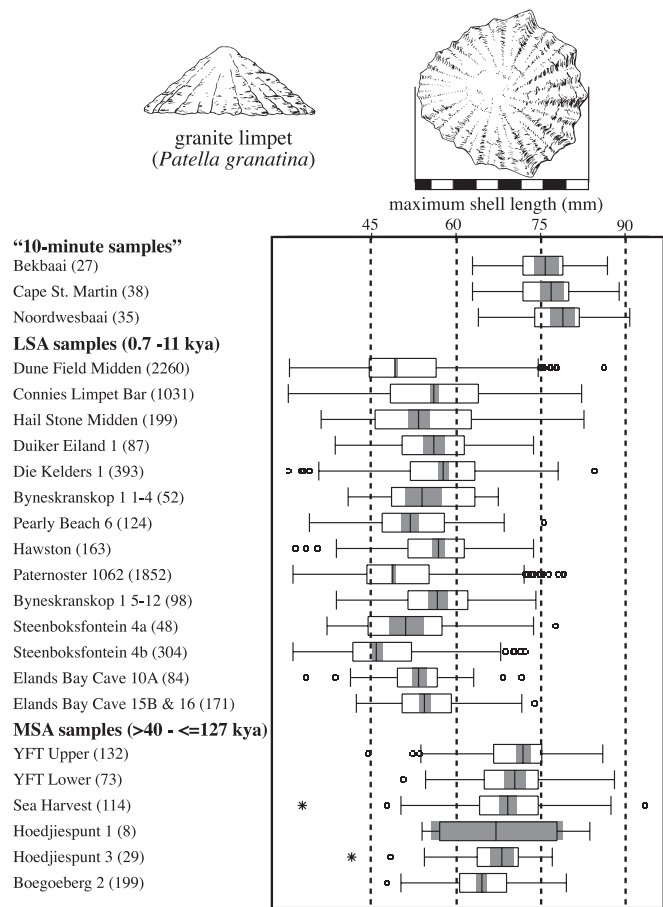 granite limpet
(Patella granatina)
maximum shell length (mm)
45 60 75 90
“10-minute samples”
Bekbaai (27)
Cape St. Martin (38)
Noordwesbaai (35)
LSA samples (0.7 -11 kya)
Dune Field Midden (2260)
Connies Limpet Bar (1031)
Hail Stone Midden (199)
Duiker Eiland 1 (87)
Die Kelders 1 (393)
Byneskranskop 1 1-4 (52)
Pearly Beach 6 (124)
Hawston (163)
Paternoster 1062 (1852)
Byneskranskop 1 5-12 (98)
Steenboksfontein 4a (48)
Steenboksfontein 4b (304)
Elands Bay Cave 10A (84)
Elands Bay Cave 15B & 16 (171)
MSA samples (>40 - <=127 kya)
YFT Upper (132)
YFT Lower (73)
Sea Harvest (114)
Hoedjiespunt 1 (8)
Hoedjiespunt 3 (29)
Boegoeberg 2 (199)